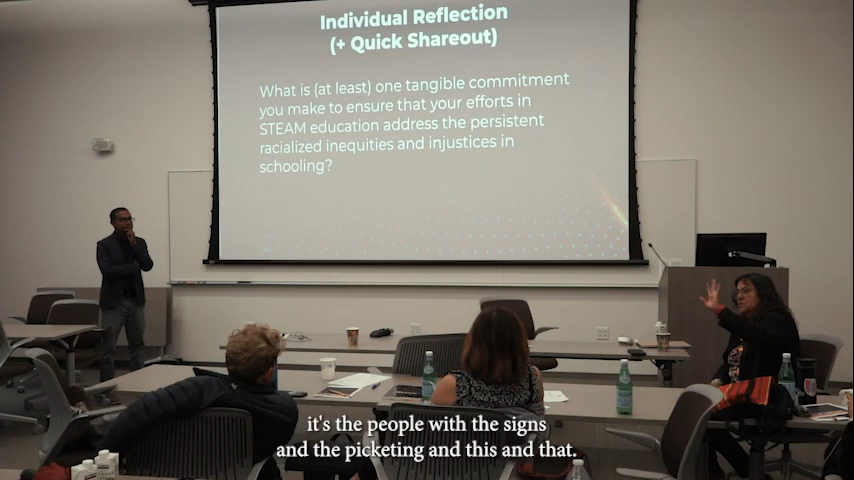 Individual Reflection
(+ Quick Shareout)
What is (at least) one tangible commitment
you make to ensure that your efforts in
STEAM education address the persistent
racialized inequities and injustices in
schooling?
it's the people with the signs
and the picketing and this and that.